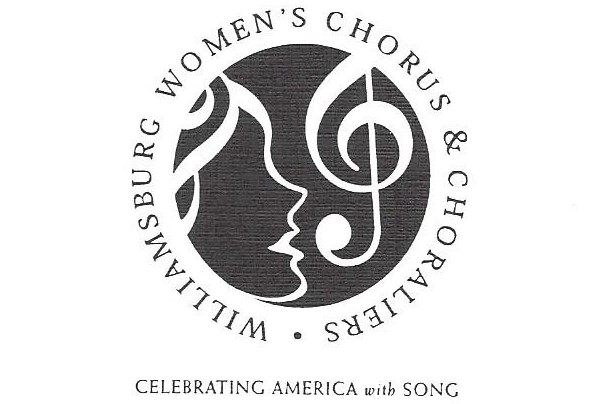 WILLIAMSBURG WOMEN'S CHORUS & CHORALIERS •
CELEBRATING AMERICA with SONG